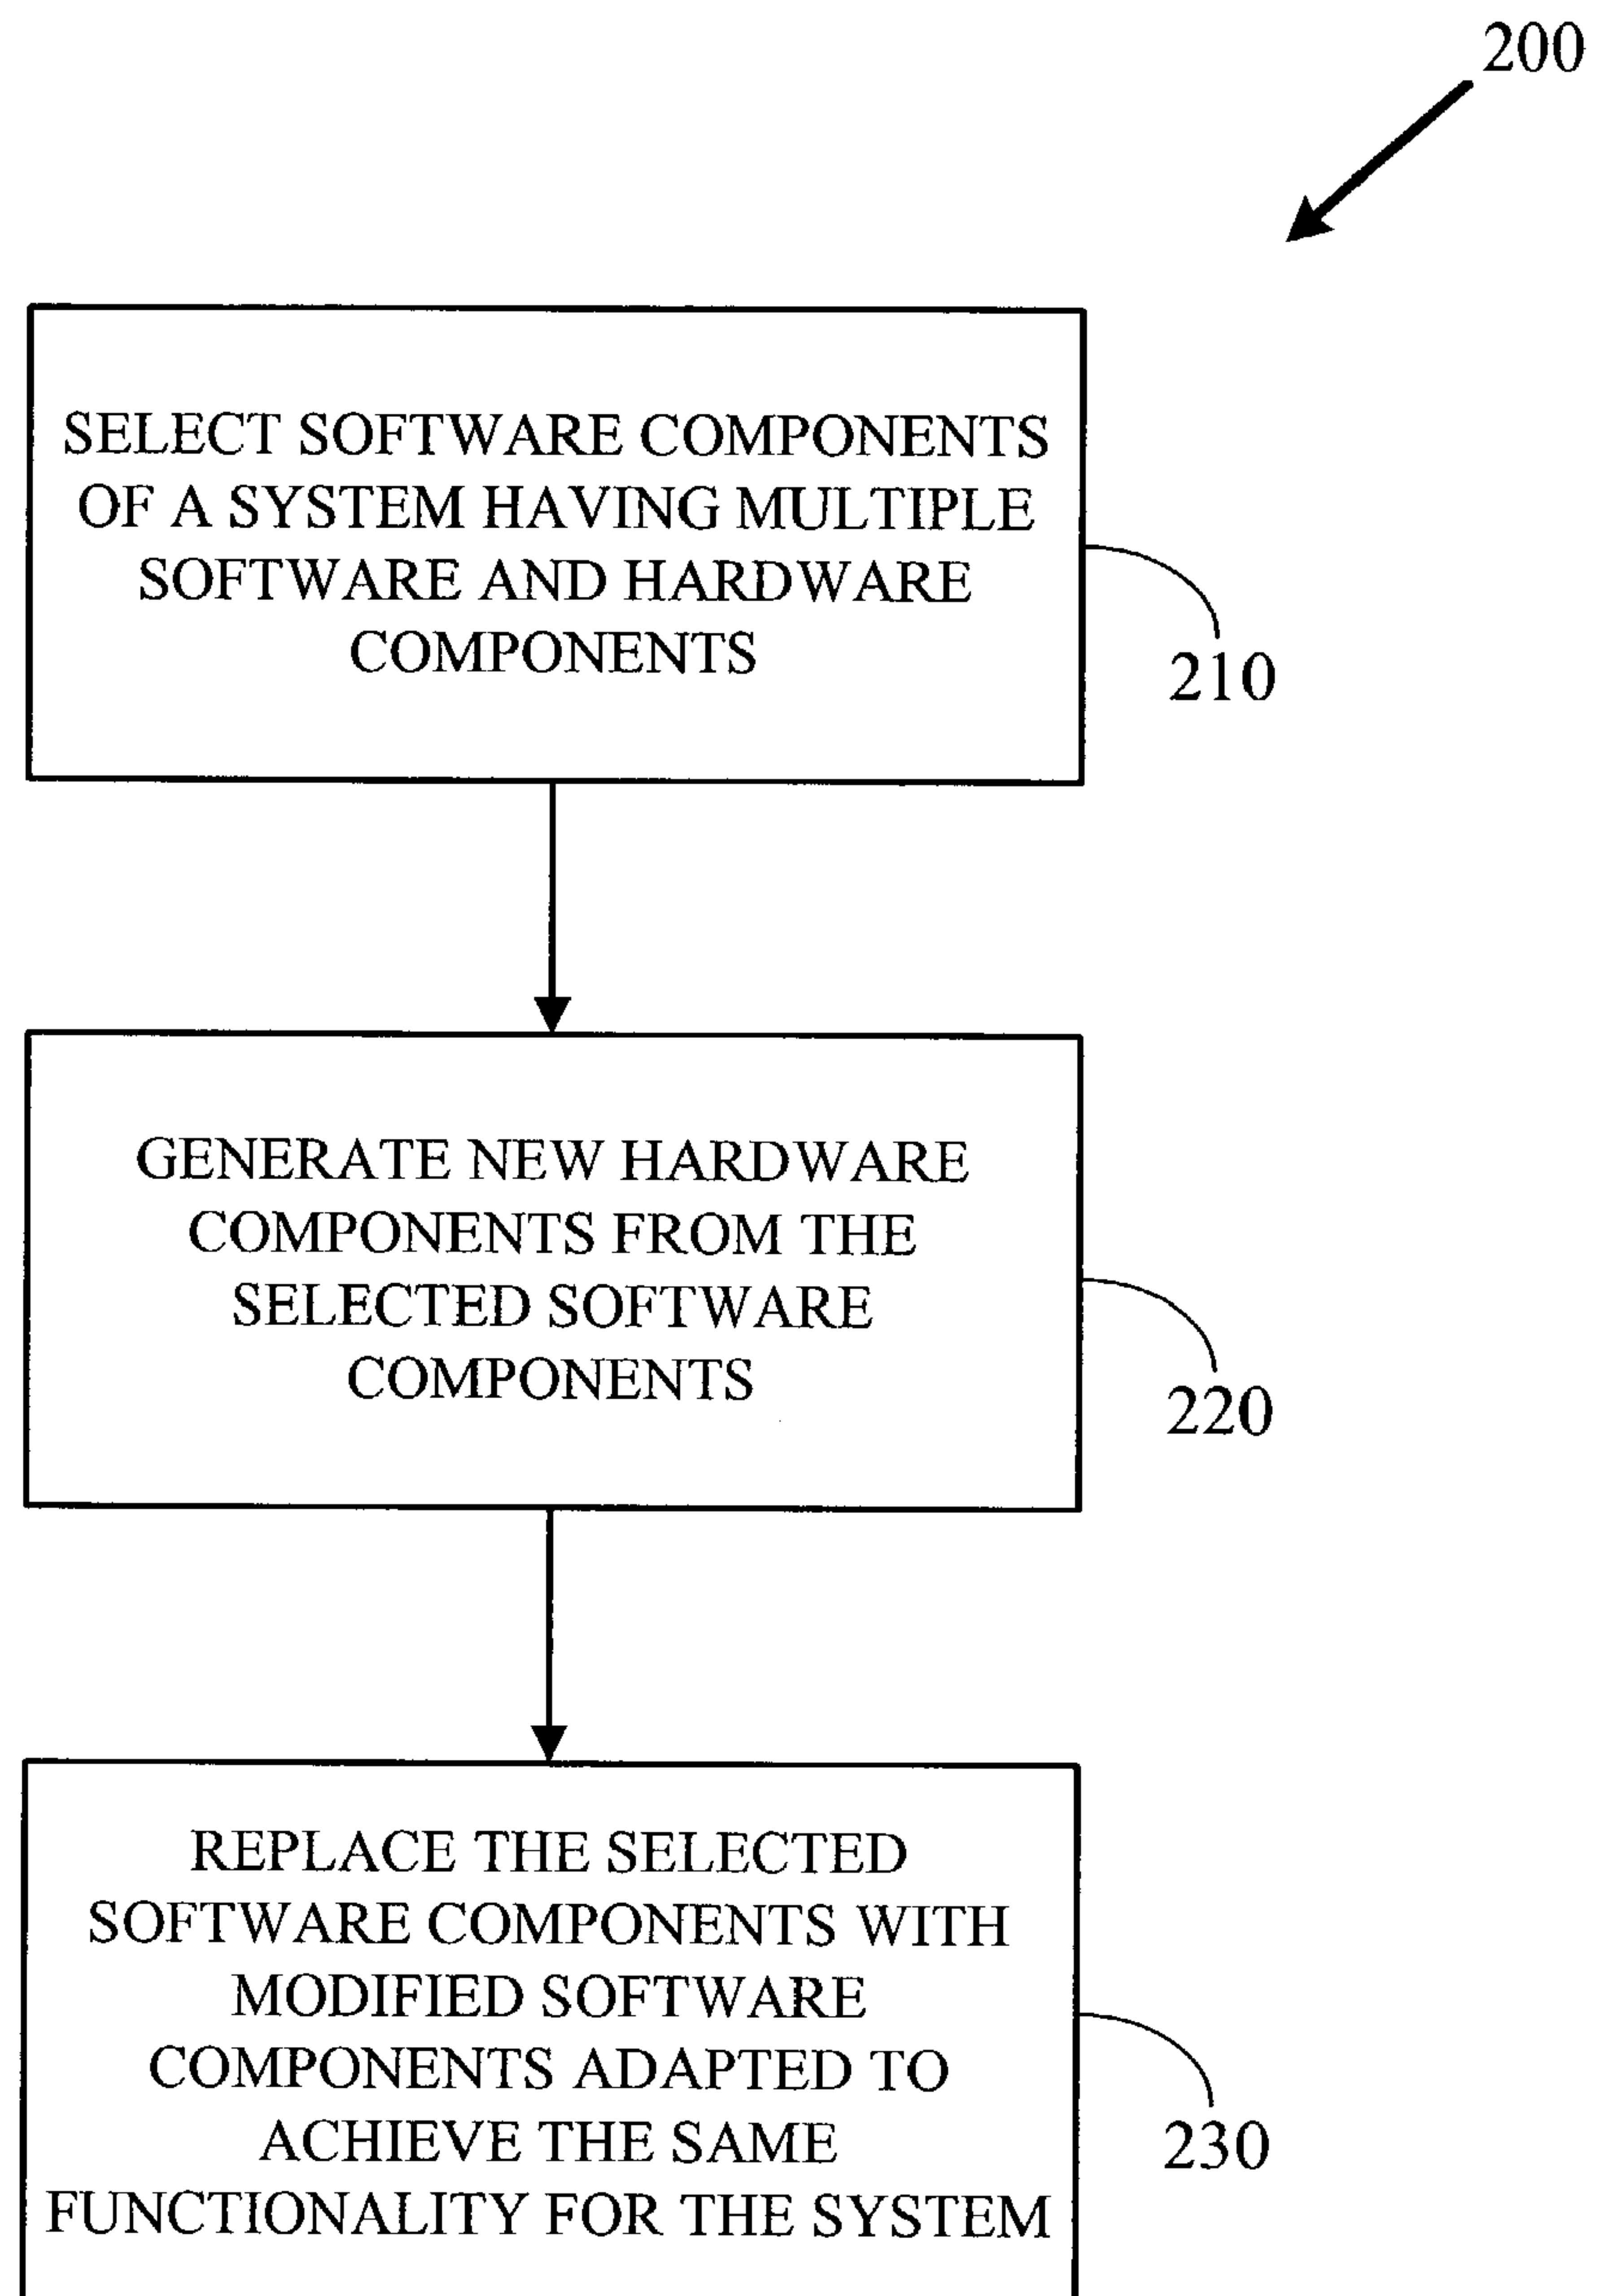 200
SELECT SOFTWARE COMPONENTS
OF A SYSTEM HAVING MULTIPLE
SOFTWARE AND HARDWARE
COMPONENTS
210
GENERATE NEW HARDWARE
COMPONENTS FROM THE
SELECTED SOFTWARE
COMPONENTS
220
REPLACE THE SELECTED
SOFTWARE COMPONENTS WITH
MODIFIED SOFTWARE
COMPONENTS ADAPTED TO
ACHIEVE THE SAME
FUNCTIONALITY FOR THE SYSTEM
230